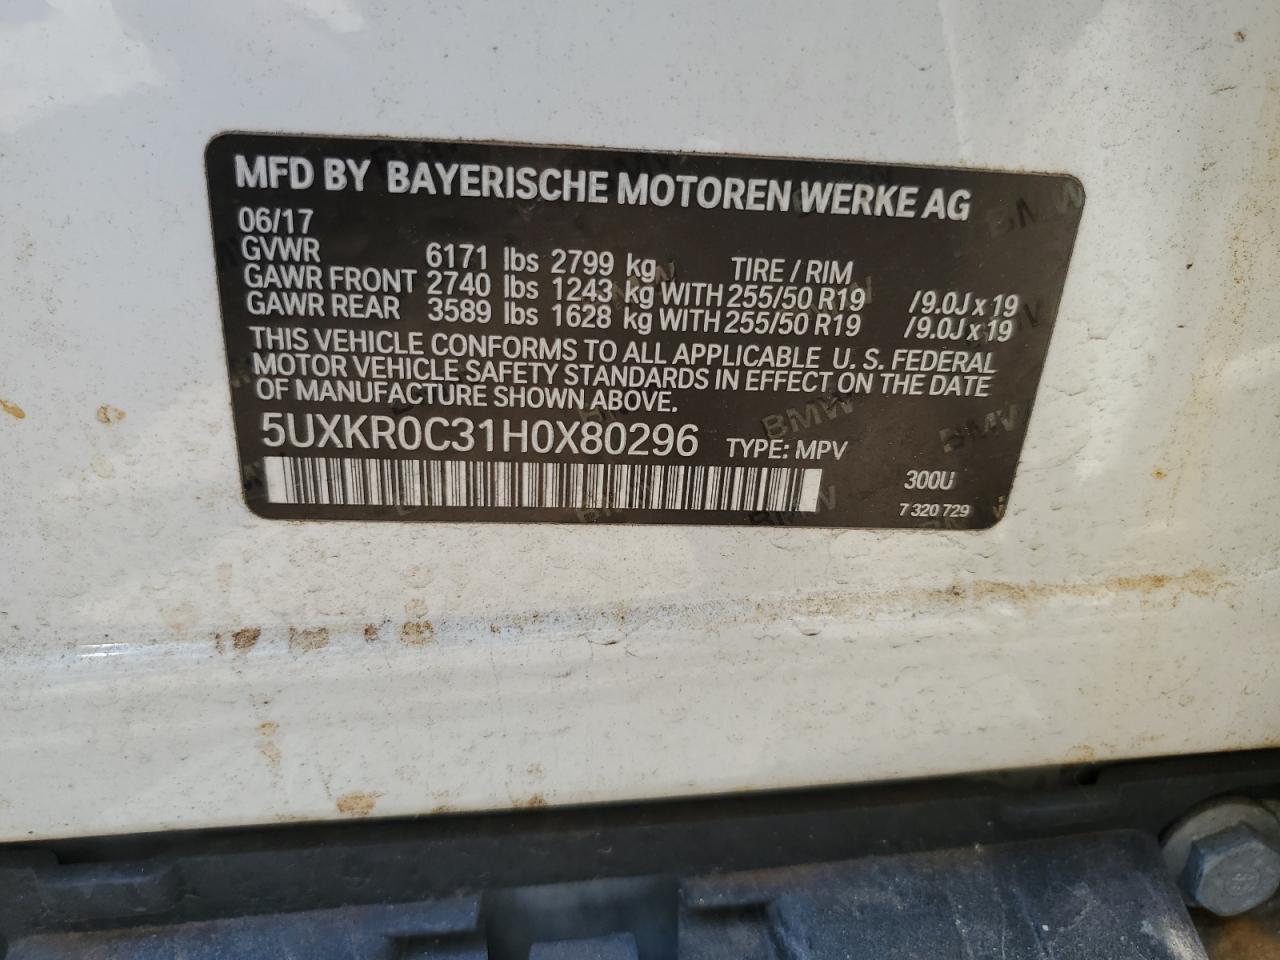 MFD BY BAYERISCHE MOTOREN WERKE AG
06/17
GVWR 6171 lbs 2799 kg TIRE / RIM
GAWR FRONT 2740 lbs 1243 kg WITH 255/50 R19 /9.0J x 19
GAWR REAR 3589 lbs 1628 kg WITH 255/50 R19 /9.0J x 19
THIS VEHICLE CONFORMS TO ALL APPLICABLE U. S. FEDERAL
MOTOR VEHICLE SAFETY STANDARDS IN EFFECT ON THE DATE
OF MANUFACTURE SHOWN ABOVE.
5UXKR0C31H0X80296 TYPE: MPV
300U
7 320 729